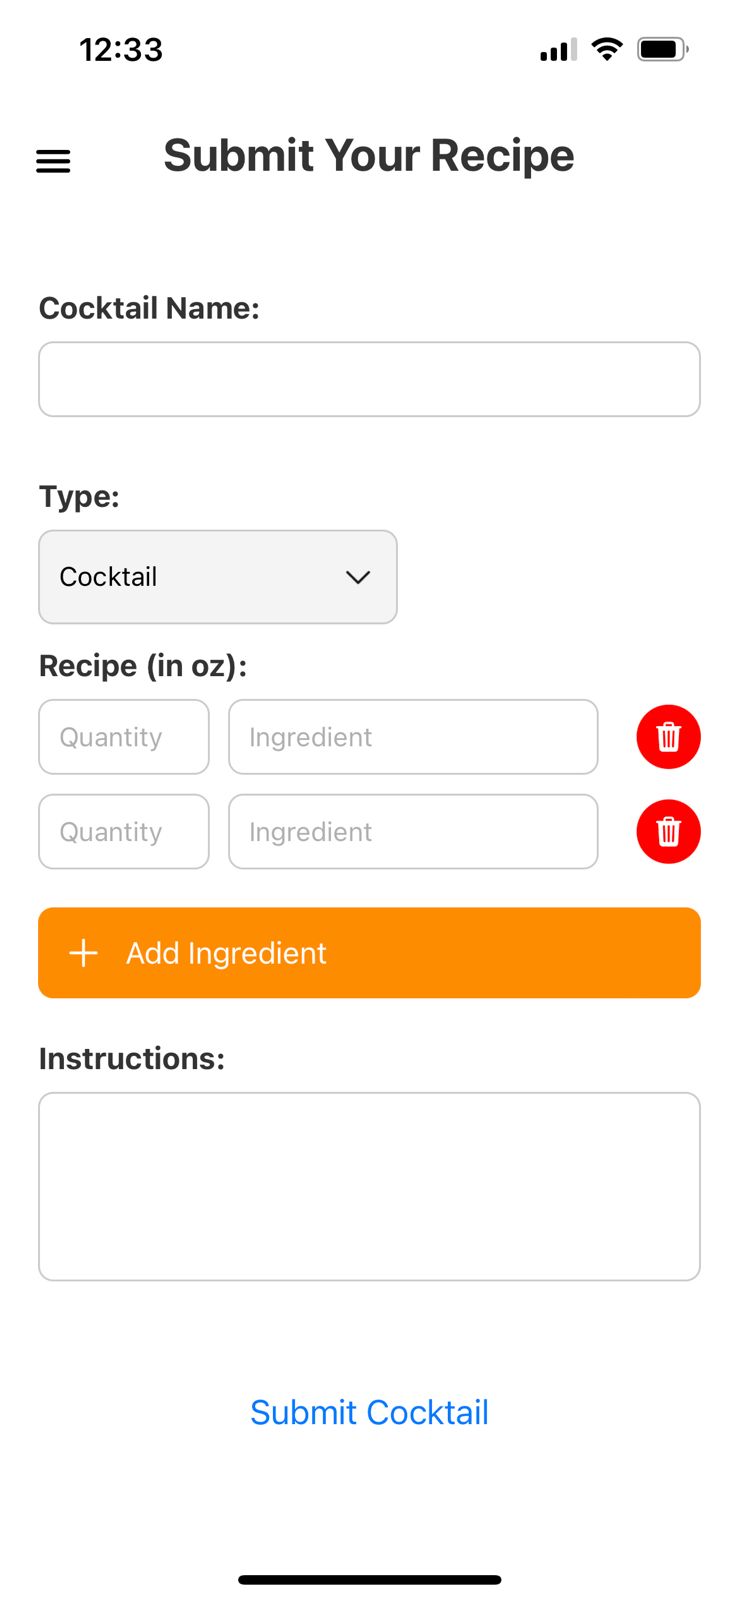 12:33
Submit Your Recipe
Cocktail Name:
Type:
Cocktail
Recipe (in oz):
Quantity Ingredient
Quantity Ingredient
+ Add Ingredient
Instructions:
Submit Cocktail